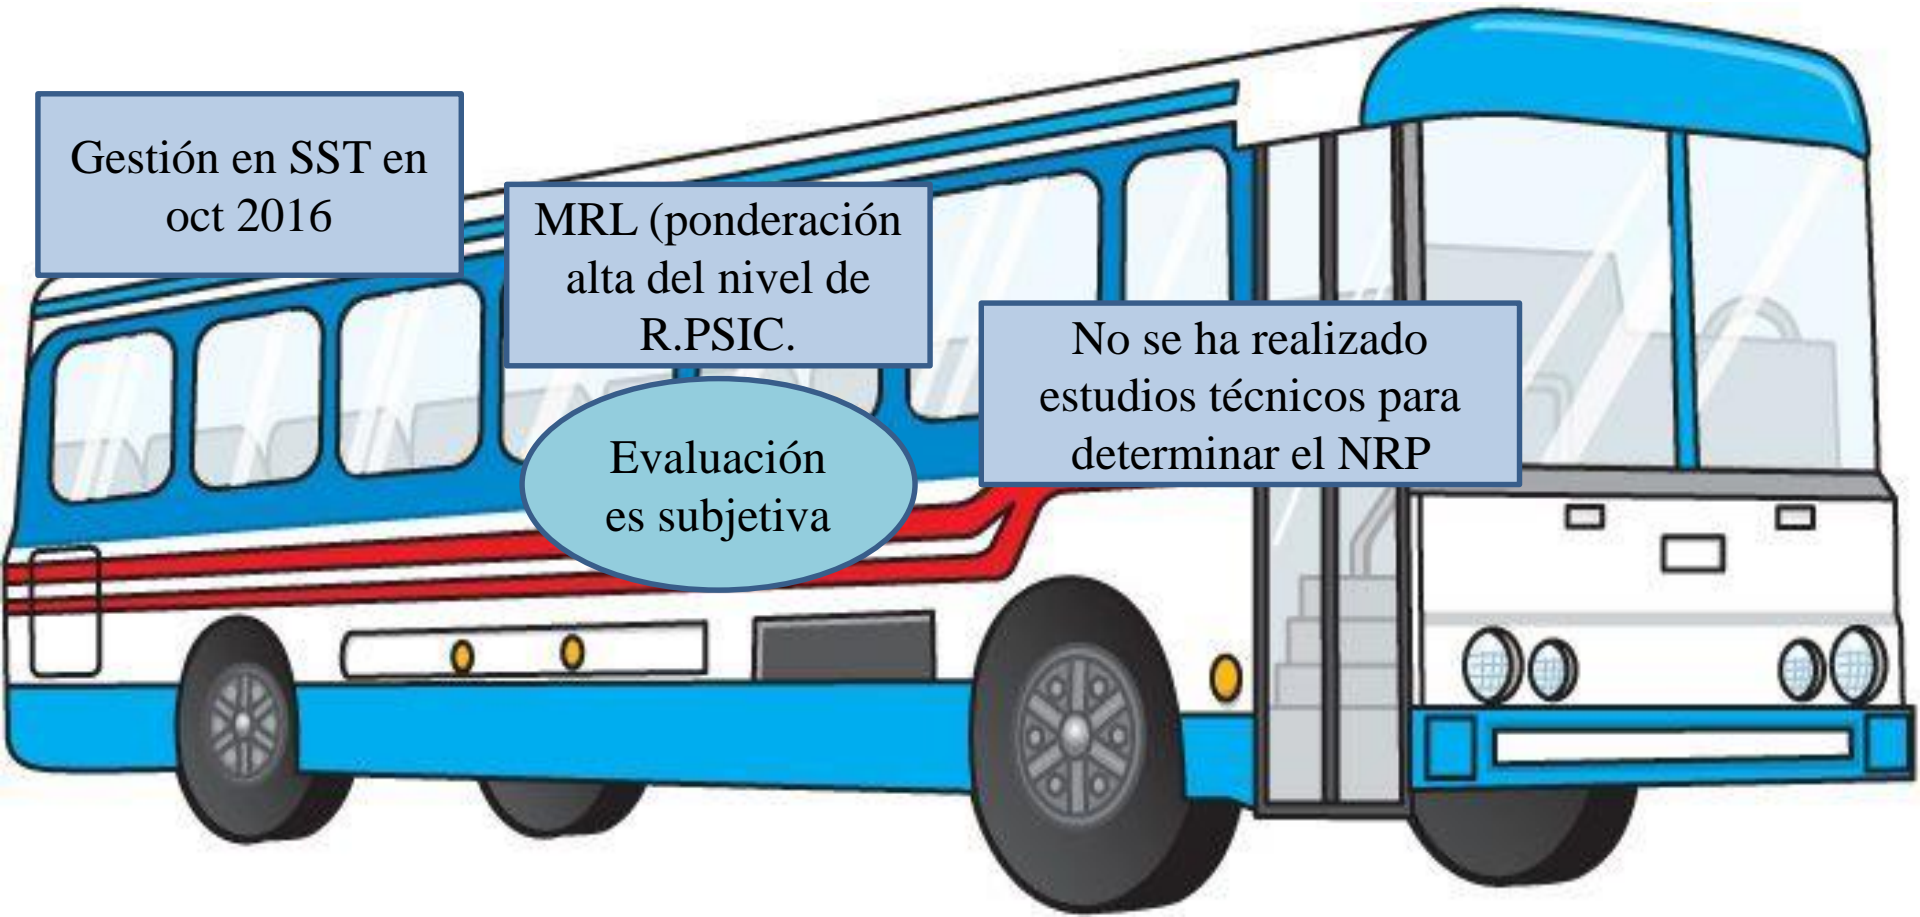 Gestión en SST en
oct 2016
MRL (ponderación
alta del nivel de
R.PSIC.
Evaluación
es subjetiva
No se ha realizado
estudios técnicos para
determinar el NRP